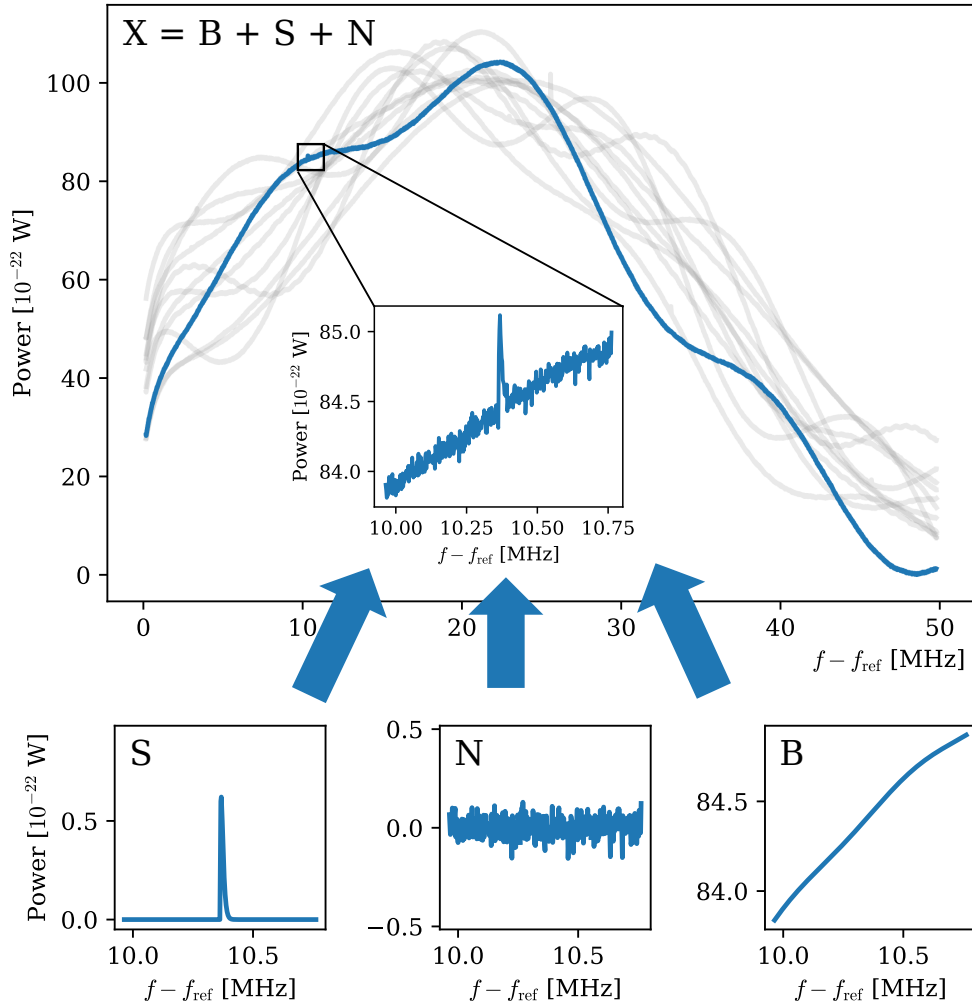 X = B + S + N
Power [10⁻²² W]
100
80
60
40
20
0
0 10 20 30 40 50
f − f_ref [MHz]
Power [10⁻²² W]
85.0
84.5
84.0
10.00 10.25 10.50 10.75
f − f_ref [MHz]
S
Power [10⁻²² W]
0.5
0.0
10.0 10.5
f − f_ref [MHz]
N
0.5
0.0
−0.5
10.0 10.5
f − f_ref [MHz]
B
84.5
84.0
10.0 10.5
f − f_ref [MHz]